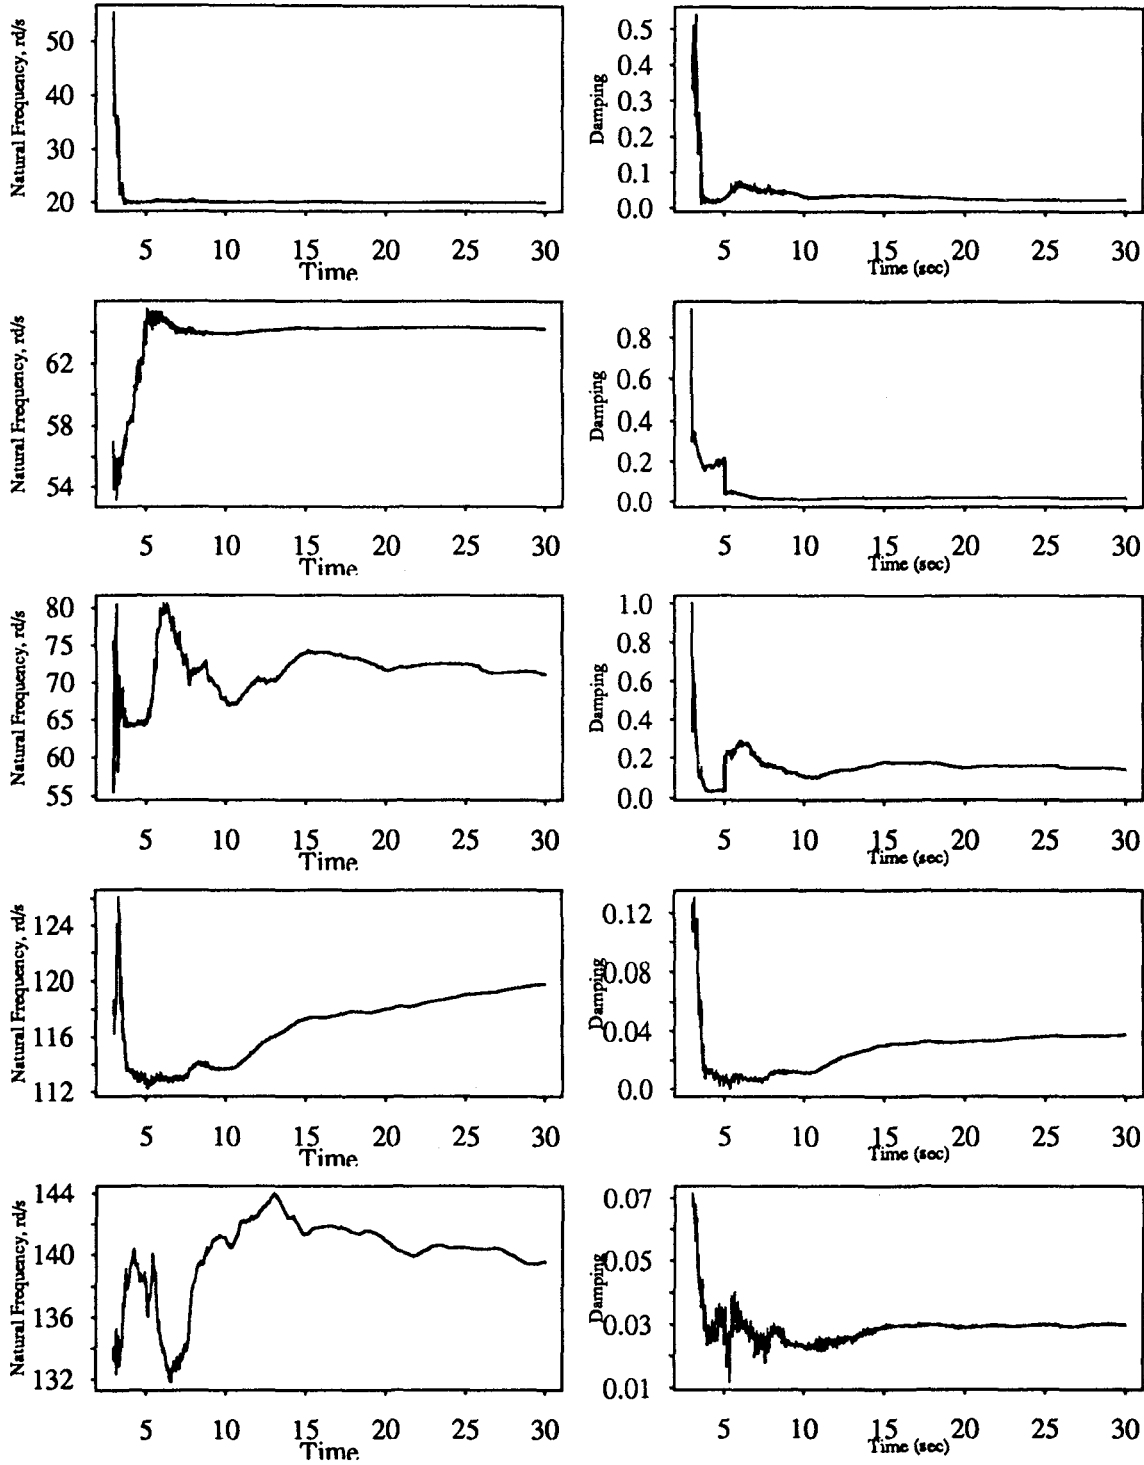 Natural Frequency, rd/s
50
40
30
20
5 10 15 20 25 30
Time
Damping
0.5
0.4
0.3
0.2
0.1
0.0
5 10 15 20 25 30
Time (sec)
Natural Frequency, rd/s
62
58
54
5 10 15 20 25 30
Time
Damping
0.8
0.6
0.4
0.2
0.0
5 10 15 20 25 30
Time (sec)
Natural Frequency, rd/s
80
75
70
65
60
55
5 10 15 20 25 30
Time
Damping
1.0
0.8
0.6
0.4
0.2
0.0
5 10 15 20 25 30
Time (sec)
Natural Frequency, rd/s
124
120
116
112
5 10 15 20 25 30
Time
Damping
0.12
0.08
0.04
0.0
5 10 15 20 25 30
Time (sec)
Natural Frequency, rd/s
144
140
136
132
5 10 15 20 25 30
Time
Damping
0.07
0.05
0.03
0.01
5 10 15 20 25 30
Time (sec)